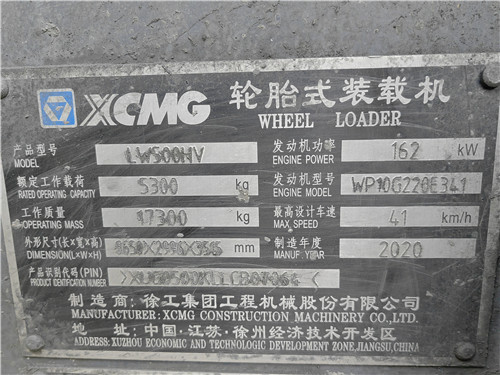 XCMG 轮胎式装载机
WHEEL LOADER
产品型号 LW500HV 发动机功率 162 kW
MODEL ENGINE POWER
额定工作载荷 5300 kg 发动机型号 WP10G220E341
RATED OPERATING CAPACITY ENGINE MODEL
工作质量 17300 kg 最高设计车速 41 km/h
OPERATING MASS MAX SPEED
外形尺寸(长×宽×高) mm 制造年度 2020
DIMENSION(L×W×H) MANUF YEAR
产品识别代码(PIN)
PRODUCT IDENTIFICATION NUMBER
制造商:徐工集团工程机械股份有限公司
MANUFACTURER: XCMG CONSTRUCTION MACHINERY CO.,LTD.
地 址:中国·江苏·徐州经济技术开发区
ADDRESS: XUZHOU ECONOMIC AND TECHNOLOGIC DEVELOPMENT ZONE,JIANGSU,CHINA